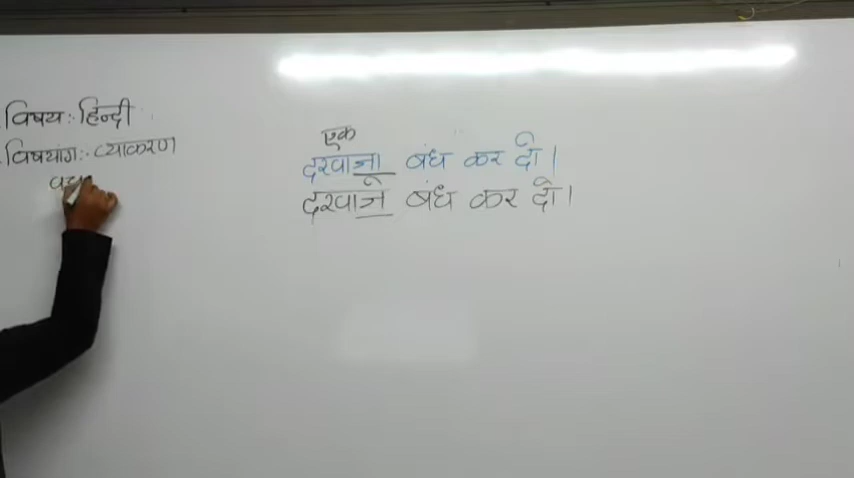 विषय:- हिन्दी
विषयांग:- व्याकरण
एक
दरवाजा बंध कर दो।
दरवाजे बंध कर दो।